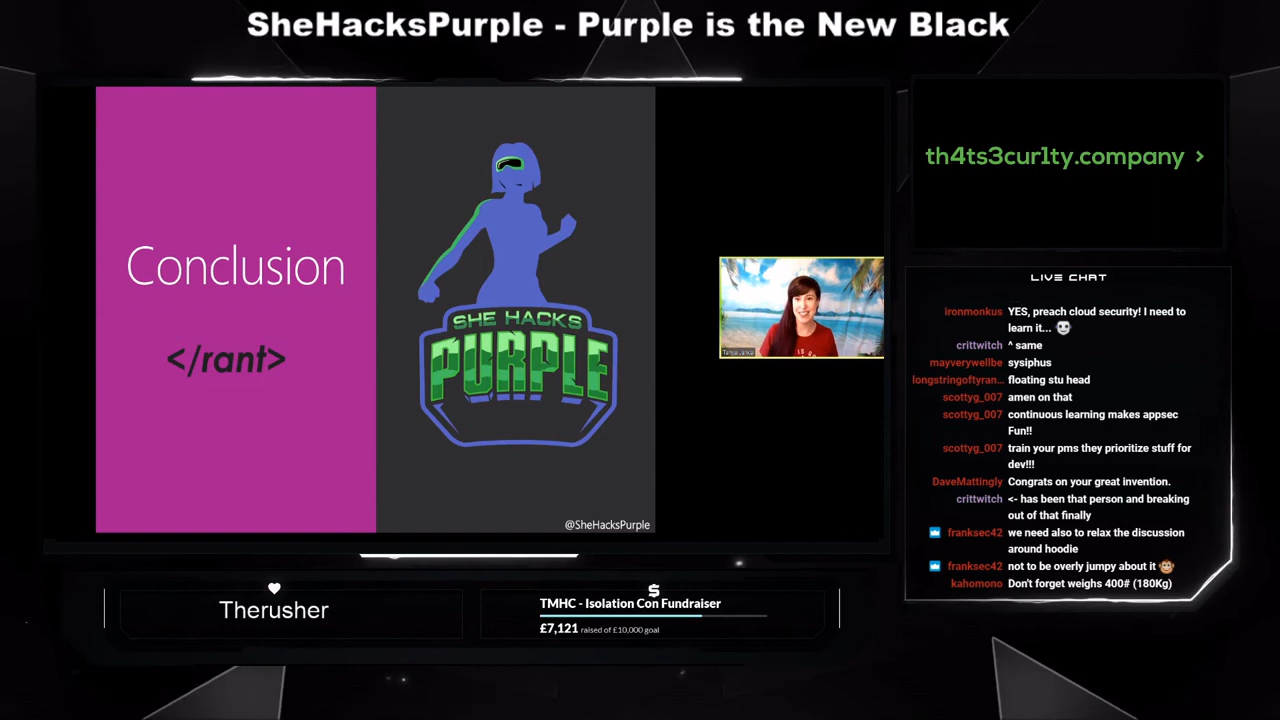 SheHacksPurple - Purple is the New Black
Conclusion
</rant>
SHE HACKS
PURPLE
@SheHacksPurple
th4ts3cur1ty.company >
LIVE CHAT
ironmonkus YES, preach cloud security! I need to
learn it...
crittwitch ^ same
mayverywellbe sysiphus
longstringoftyran... floating stu head
scottyg_007 amen on that
scottyg_007 continuous learning makes appsec
Fun!!
scottyg_007 train your pms they prioritize stuff for
dev!!!
DaveMattingly Congrats on your great invention.
crittwitch <- has been that person and breaking
out of that finally
franksec42 we need also to relax the discussion
around hoodie
franksec42 not to be overly jumpy about it
kahomono Don't forget weighs 400# (180Kg)
Therusher
$
TMHC - Isolation Con Fundraiser
£7,121 raised of £10,000 goal